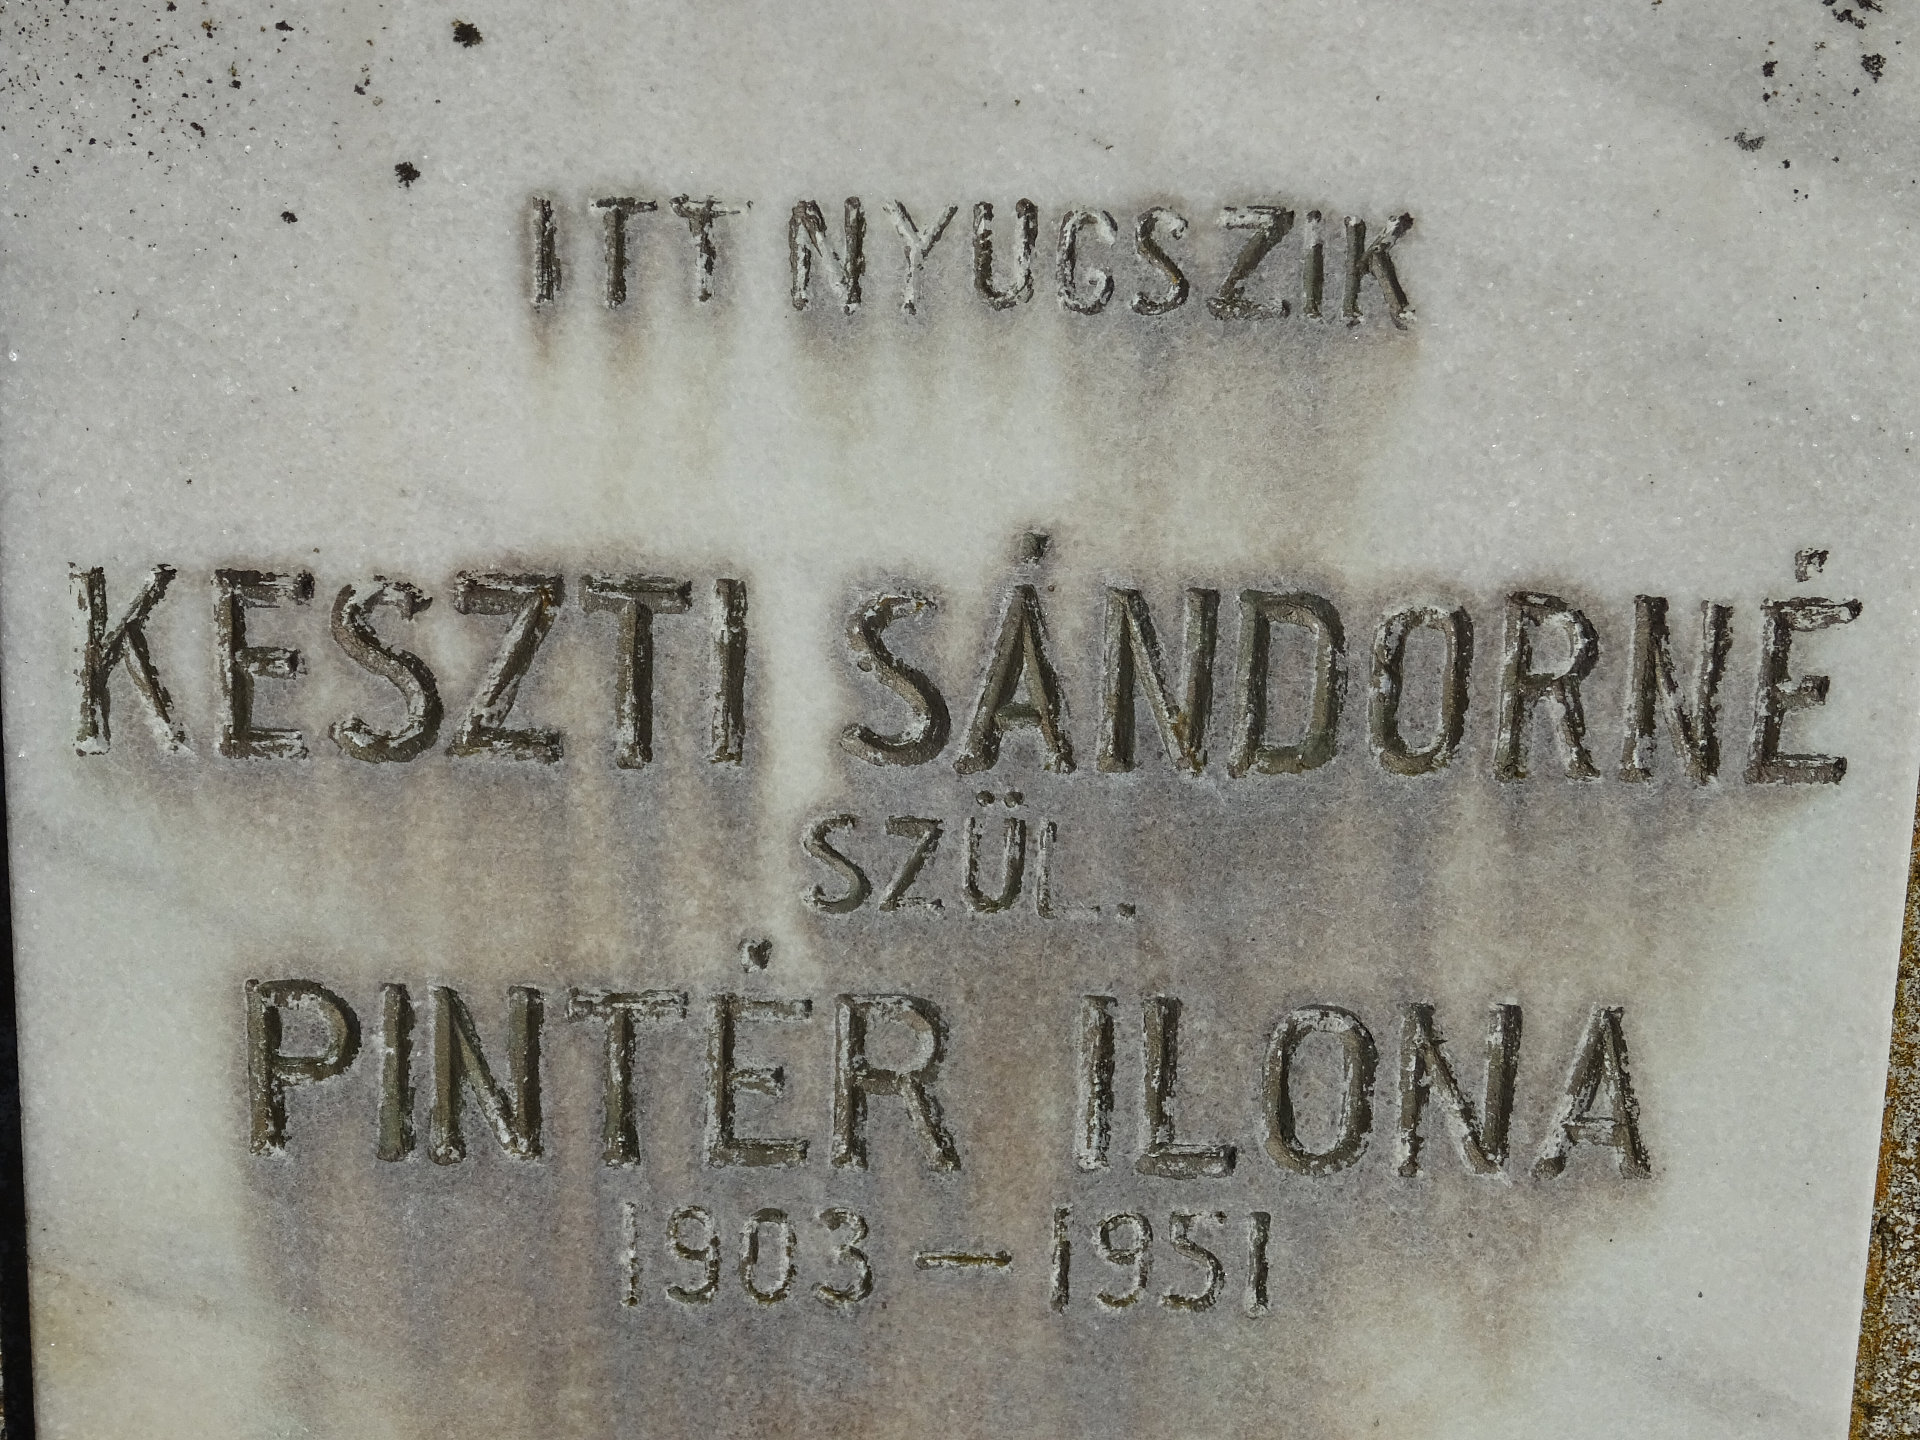 ITT NYUGSZiK
KESZTI SÁNDORNÉ
SZÜL.
PINTÉR ILONA
1903 – 1951